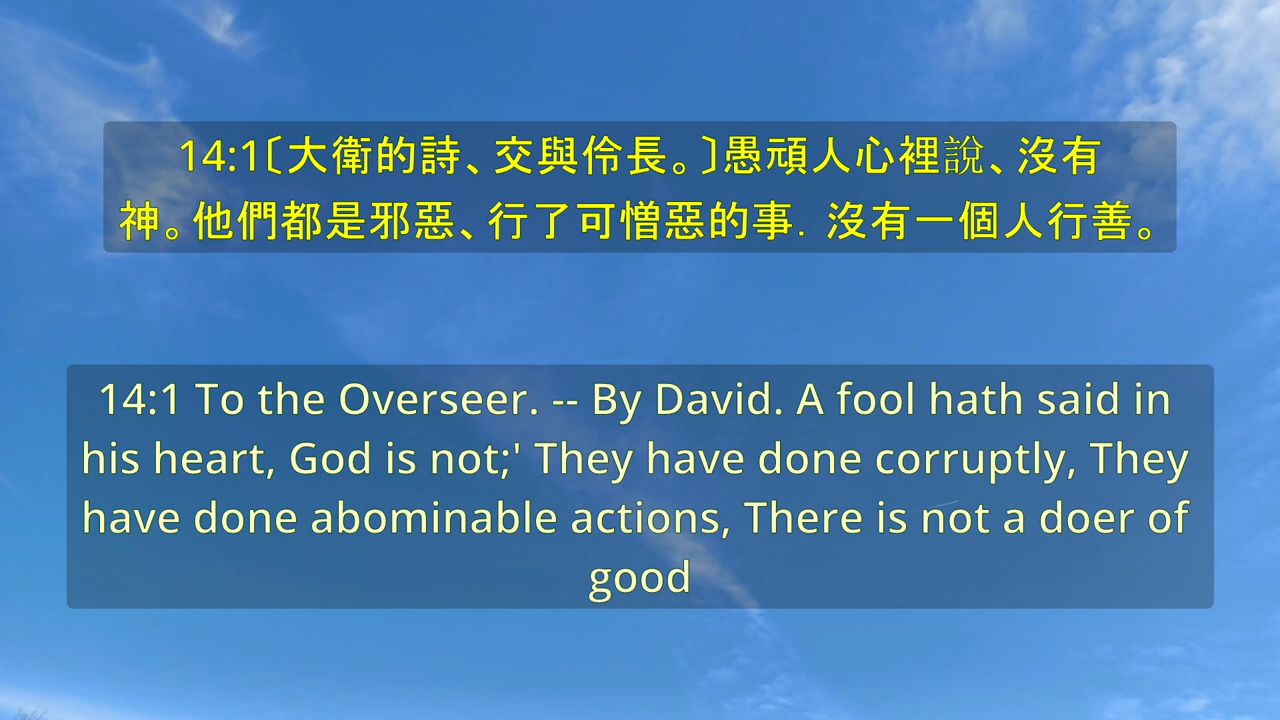 14:1〔大衛的詩、交與伶長。〕愚頑人心裡說、沒有
神。他們都是邪惡、行了可憎惡的事．沒有一個人行善。
14:1 To the Overseer. -- By David. A fool hath said in
his heart, God is not;' They have done corruptly, They
have done abominable actions, There is not a doer of
good